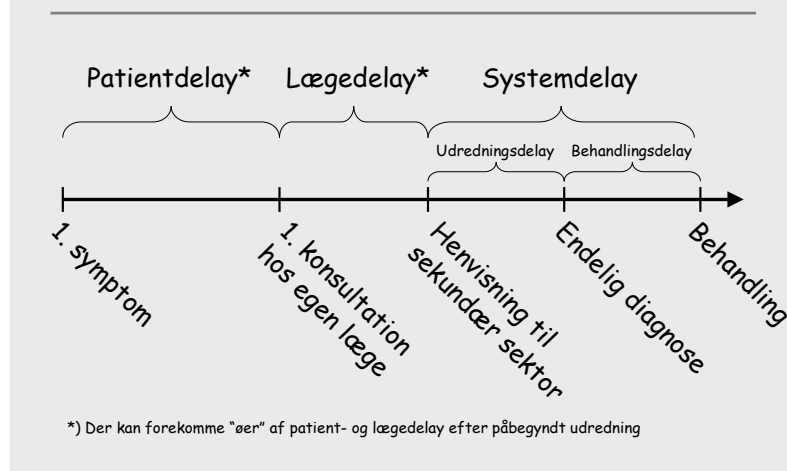 Patientdelay* Lægedelay* Systemdelay
Udredningsdelay Behandlingsdelay
1. symptom
1. konsultation
hos egen læge
Henvisning til
sekundær sektor
Endelig diagnose
Behandling
*) Der kan forekomme “øer” af patient- og lægedelay efter påbegyndt udredning